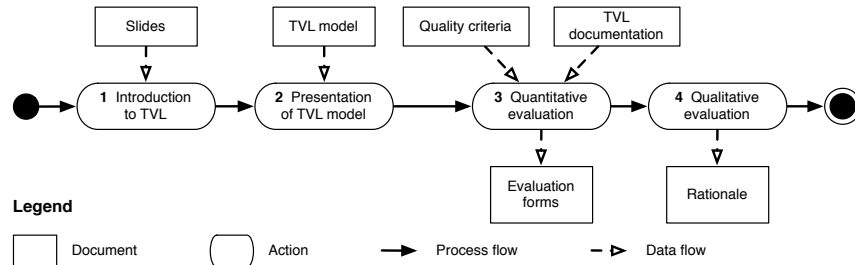 Slides
TVL model
Quality criteria
TVL
documentation
1 Introduction
to TVL
2 Presentation
of TVL model
3 Quantitative
evaluation
4 Qualitative
evaluation
Evaluation
forms
Rationale
Legend
Document
Action
Process flow
Data flow